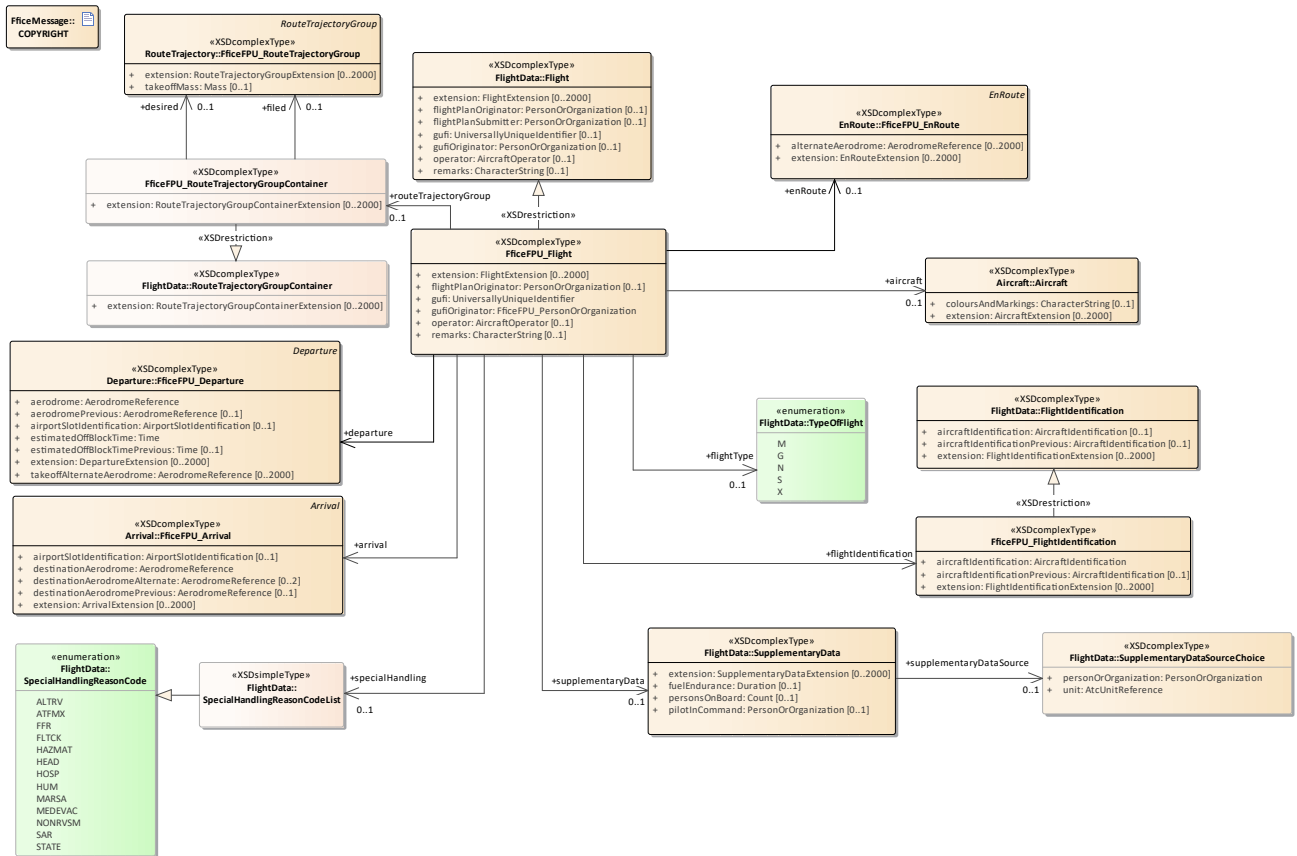 FficeMessage::
COPYRIGHT
RouteTrajectoryGroup
«XSDcomplexType»
RouteTrajectory::FficeFPU_RouteTrajectoryGroup
+ extension: RouteTrajectoryGroupExtension [0..2000]
+ takeoffMass: Mass [0..1]
+desired 0..1 +filed 0..1
«XSDcomplexType»
FficeFPU_RouteTrajectoryGroupContainer
+ extension: RouteTrajectoryGroupContainerExtension [0..2000]
+routeTrajectoryGroup
0..1
«XSDrestriction»
«XSDcomplexType»
FlightData::RouteTrajectoryGroupContainer
+ extension: RouteTrajectoryGroupContainerExtension [0..2000]
«XSDcomplexType»
FlightData::Flight
+ extension: FlightExtension [0..2000]
+ flightPlanOriginator: PersonOrOrganization [0..1]
+ flightPlanSubmitter: PersonOrOrganization [0..1]
+ gufi: UniversallyUniqueIdentifier [0..1]
+ gufiOriginator: PersonOrOrganization [0..1]
+ operator: AircraftOperator [0..1]
+ remarks: CharacterString [0..1]
«XSDrestriction»
«XSDcomplexType»
FficeFPU_Flight
+ extension: FlightExtension [0..2000]
+ flightPlanOriginator: PersonOrOrganization [0..1]
+ gufi: UniversallyUniqueIdentifier
+ gufiOriginator: FficeFPU_PersonOrOrganization
+ operator: AircraftOperator [0..1]
+ remarks: CharacterString [0..1]
EnRoute
«XSDcomplexType»
EnRoute::FficeFPU_EnRoute
+ alternateAerodrome: AerodromeReference [0..2000]
+ extension: EnRouteExtension [0..2000]
+enRoute 0..1
+aircraft
0..1
«XSDcomplexType»
Aircraft::Aircraft
+ coloursAndMarkings: CharacterString [0..1]
+ extension: AircraftExtension [0..2000]
Departure
«XSDcomplexType»
Departure::FficeFPU_Departure
+ aerodrome: AerodromeReference
+ aerodromePrevious: AerodromeReference [0..1]
+ airportSlotIdentification: AirportSlotIdentification [0..1]
+ estimatedOffBlockTime: Time
+ estimatedOffBlockTimePrevious: Time [0..1]
+ extension: DepartureExtension [0..2000]
+ takeoffAlternateAerodrome: AerodromeReference [0..2000]
+departure
Arrival
«XSDcomplexType»
Arrival::FficeFPU_Arrival
+ airportSlotIdentification: AirportSlotIdentification [0..1]
+ destinationAerodrome: AerodromeReference
+ destinationAerodromeAlternate: AerodromeReference [0..2]
+ destinationAerodromePrevious: AerodromeReference [0..1]
+ extension: ArrivalExtension [0..2000]
+arrival
«enumeration»
FlightData::TypeOfFlight
M
G
N
S
X
+flightType
0..1
«XSDcomplexType»
FlightData::FlightIdentification
+ aircraftIdentification: AircraftIdentification [0..1]
+ aircraftIdentificationPrevious: AircraftIdentification [0..1]
+ extension: FlightIdentificationExtension [0..2000]
«XSDrestriction»
«XSDcomplexType»
FficeFPU_FlightIdentification
+ aircraftIdentification: AircraftIdentification
+ aircraftIdentificationPrevious: AircraftIdentification [0..1]
+ extension: FlightIdentificationExtension [0..2000]
+flightIdentification
«enumeration»
FlightData::
SpecialHandlingReasonCode
ALTRV
ATFMX
FFR
FLTCK
HAZMAT
HEAD
HOSP
HUM
MARSA
MEDEVAC
NONRVSM
SAR
STATE
«XSDsimpleType»
FlightData::
SpecialHandlingReasonCodeList
+specialHandling
0..1
+supplementaryData
0..1
«XSDcomplexType»
FlightData::SupplementaryData
+ extension: SupplementaryDataExtension [0..2000]
+ fuelEndurance: Duration [0..1]
+ personsOnBoard: Count [0..1]
+ pilotInCommand: PersonOrOrganization [0..1]
+supplementaryDataSource
0..1
«XSDcomplexType»
FlightData::SupplementaryDataSourceChoice
+ personOrOrganization: PersonOrOrganization
+ unit: AtcUnitReference